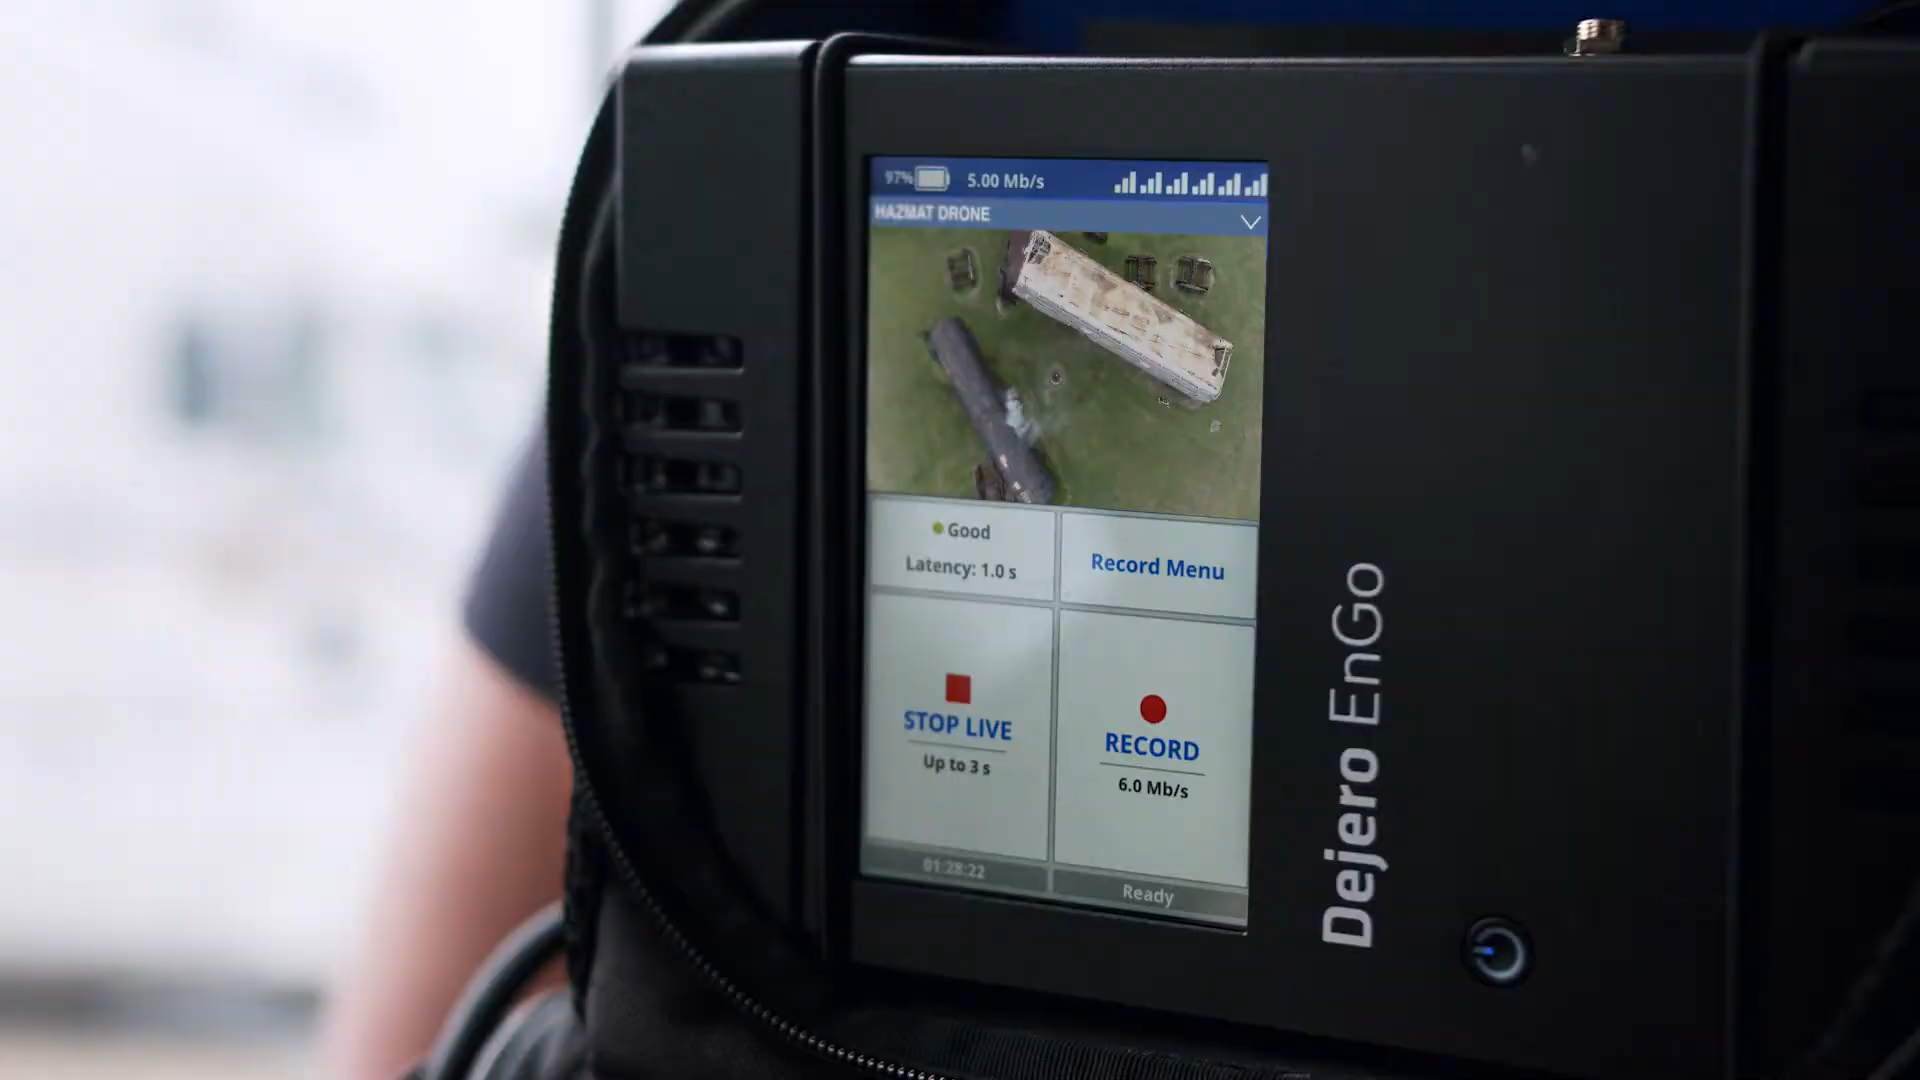 97% 5.00 Mb/s
HAZMAT DRONE
Good
Latency: 1.0 s
Record Menu
STOP LIVE
Up to 3 s
RECORD
6.0 Mb/s
01:28:22
Ready
Dejero EnGo